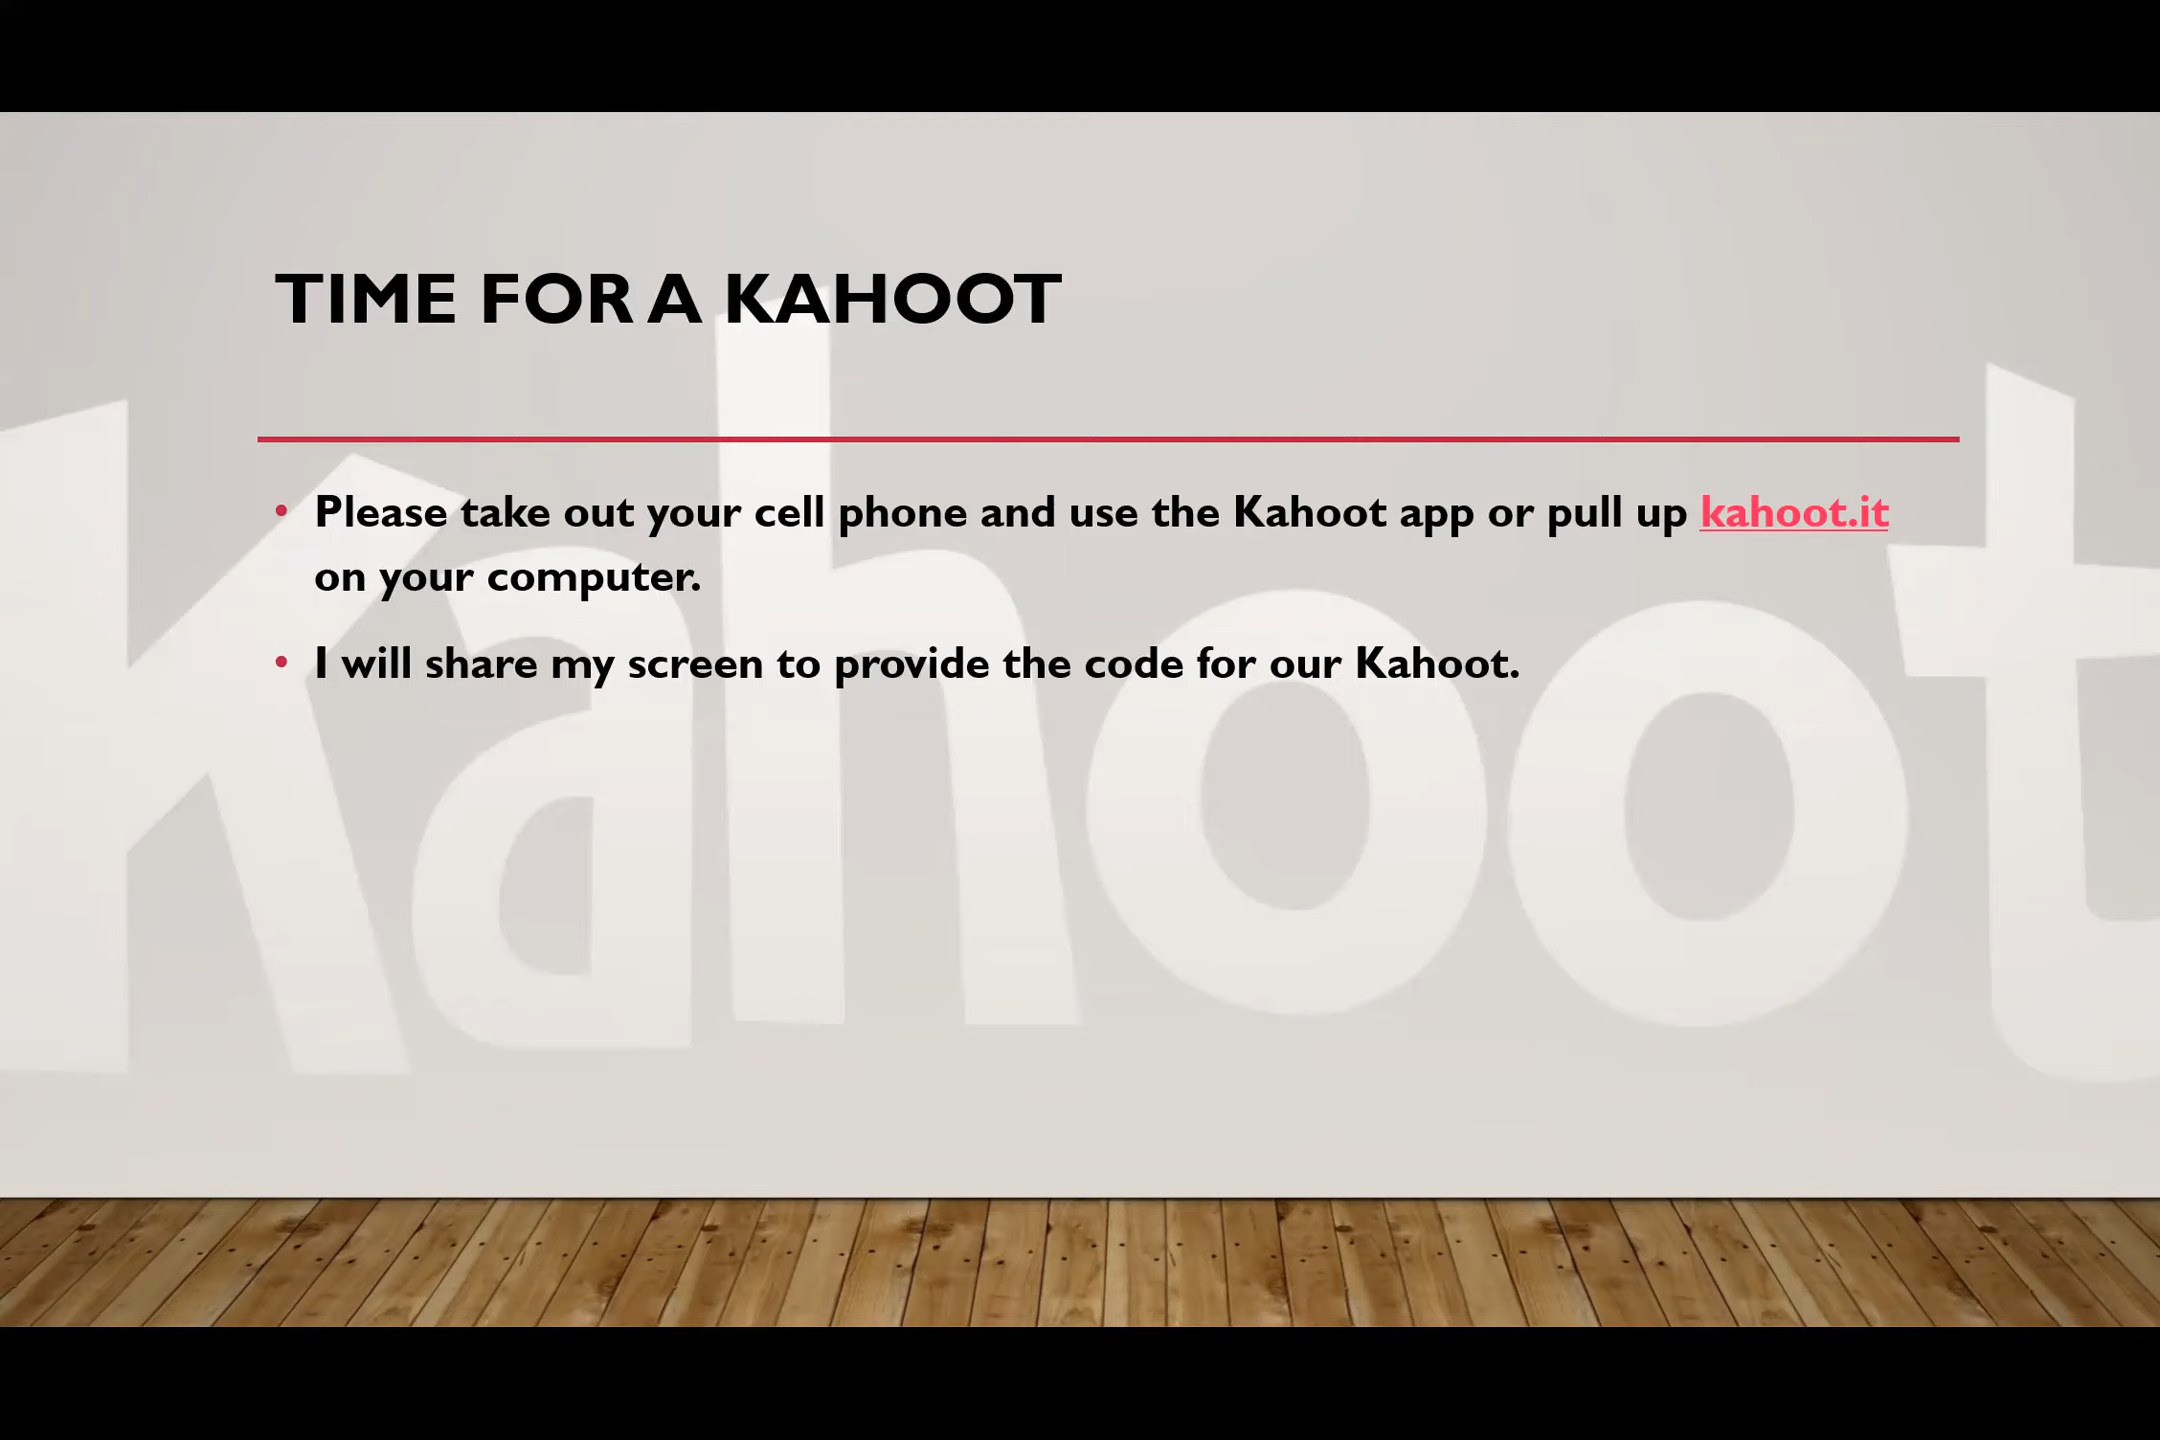 TIME FOR A KAHOOT
• Please take out your cell phone and use the Kahoot app or pull up kahoot.it
on your computer.
• I will share my screen to provide the code for our Kahoot.
Kahoot